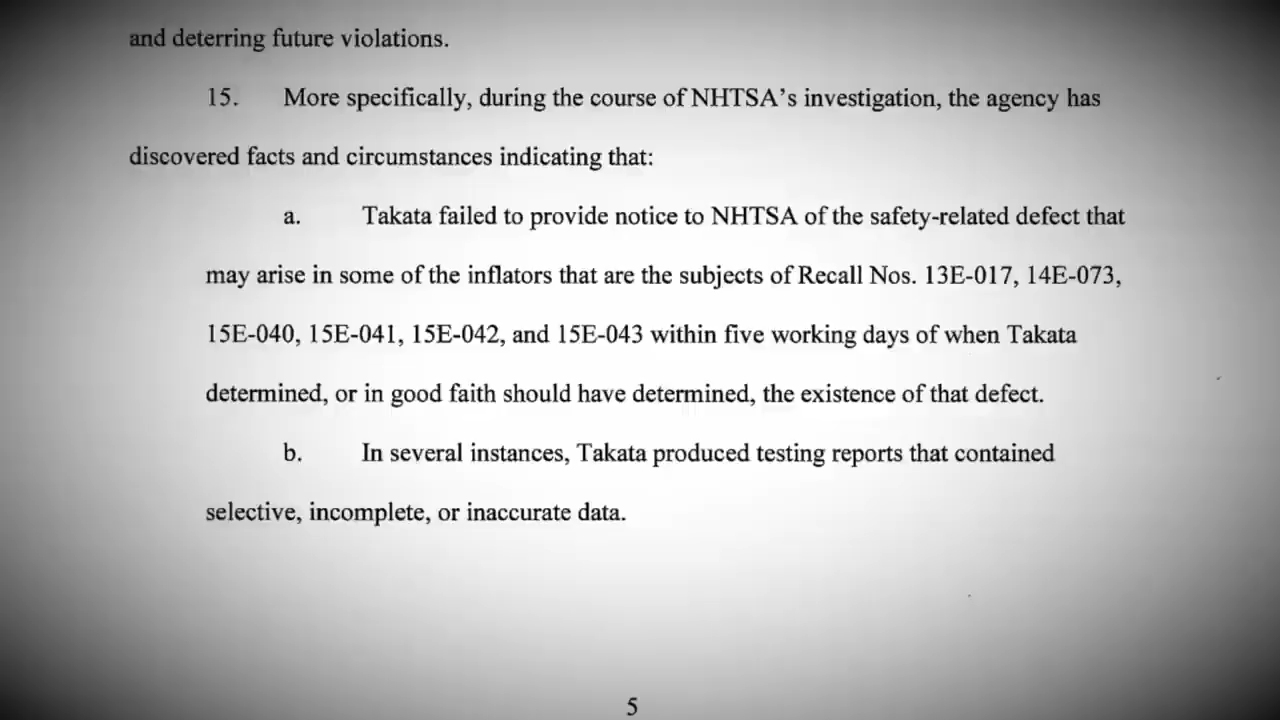 and deterring future violations.
15. More specifically, during the course of NHTSA's investigation, the agency has
discovered facts and circumstances indicating that:
a. Takata failed to provide notice to NHTSA of the safety-related defect that
may arise in some of the inflators that are the subjects of Recall Nos. 13E-017, 14E-073,
15E-040, 15E-041, 15E-042, and 15E-043 within five working days of when Takata
determined, or in good faith should have determined, the existence of that defect.
b. In several instances, Takata produced testing reports that contained
selective, incomplete, or inaccurate data.
5